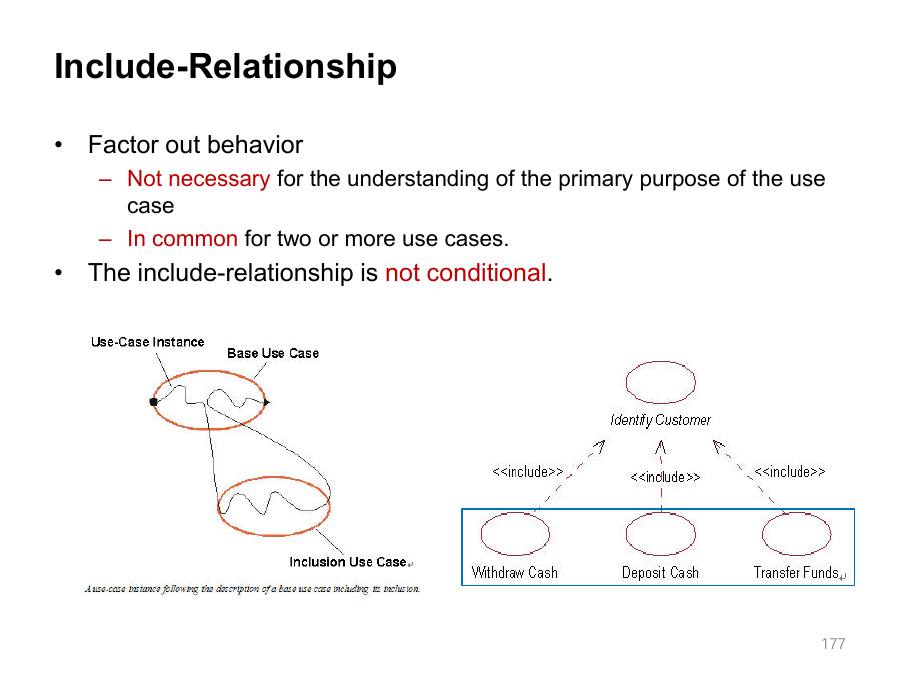 Include-Relationship
• Factor out behavior
– Not necessary for the understanding of the primary purpose of the use
case
– In common for two or more use cases.
• The include-relationship is not conditional.
Use-Case Instance
Base Use Case
Inclusion Use Case
A use-case instance following the description of a base use case including its inclusion.
Identify Customer
<<include>>
<<include>>
<<include>>
Withdraw Cash
Deposit Cash
Transfer Funds
177